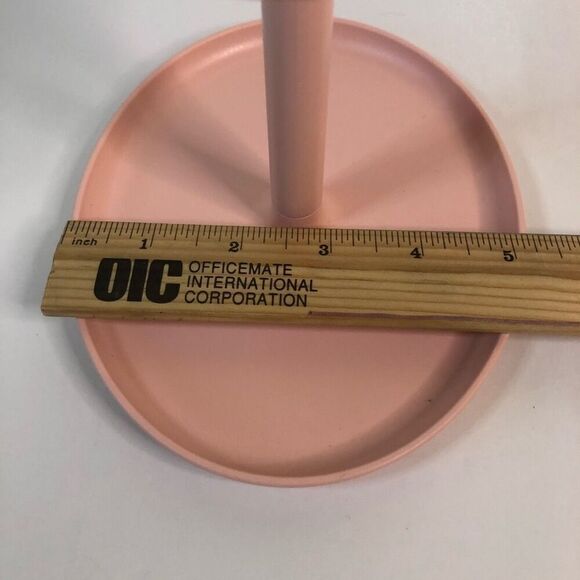 inch 1 2 3 4 5
OIC OFFICEMATE
INTERNATIONAL
CORPORATION